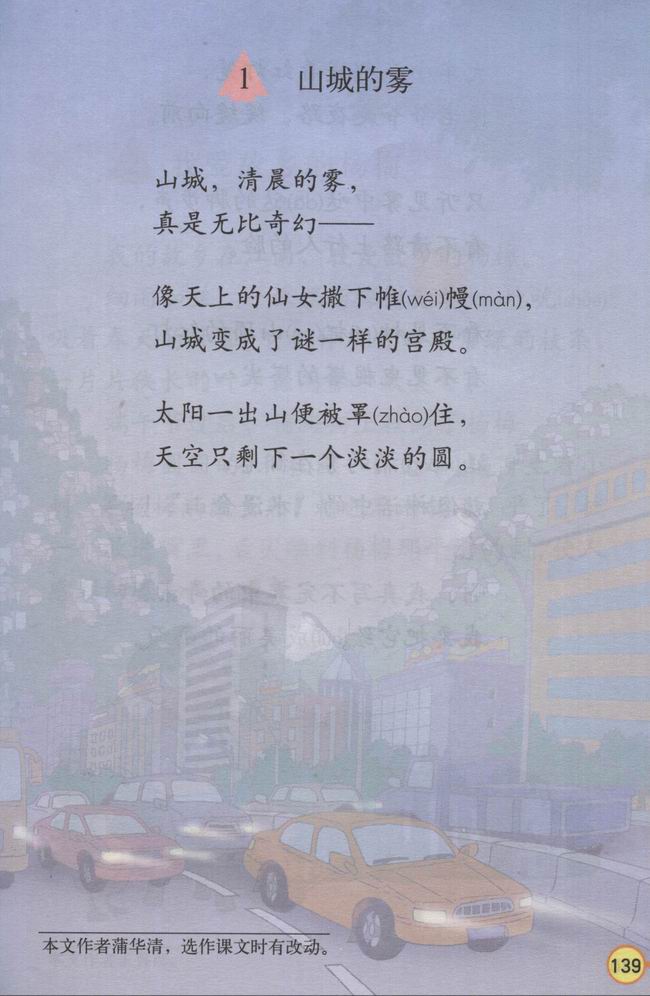 1 山城的雾
山城，清晨的雾，
真是无比奇幻——
像天上的仙女撒下帷(wéi)幔(màn)，
山城变成了谜一样的宫殿。
太阳一出山便被罩(zhào)住，
天空只剩下一个淡淡的圆。
本文作者蒲华清，选作课文时有改动。
139